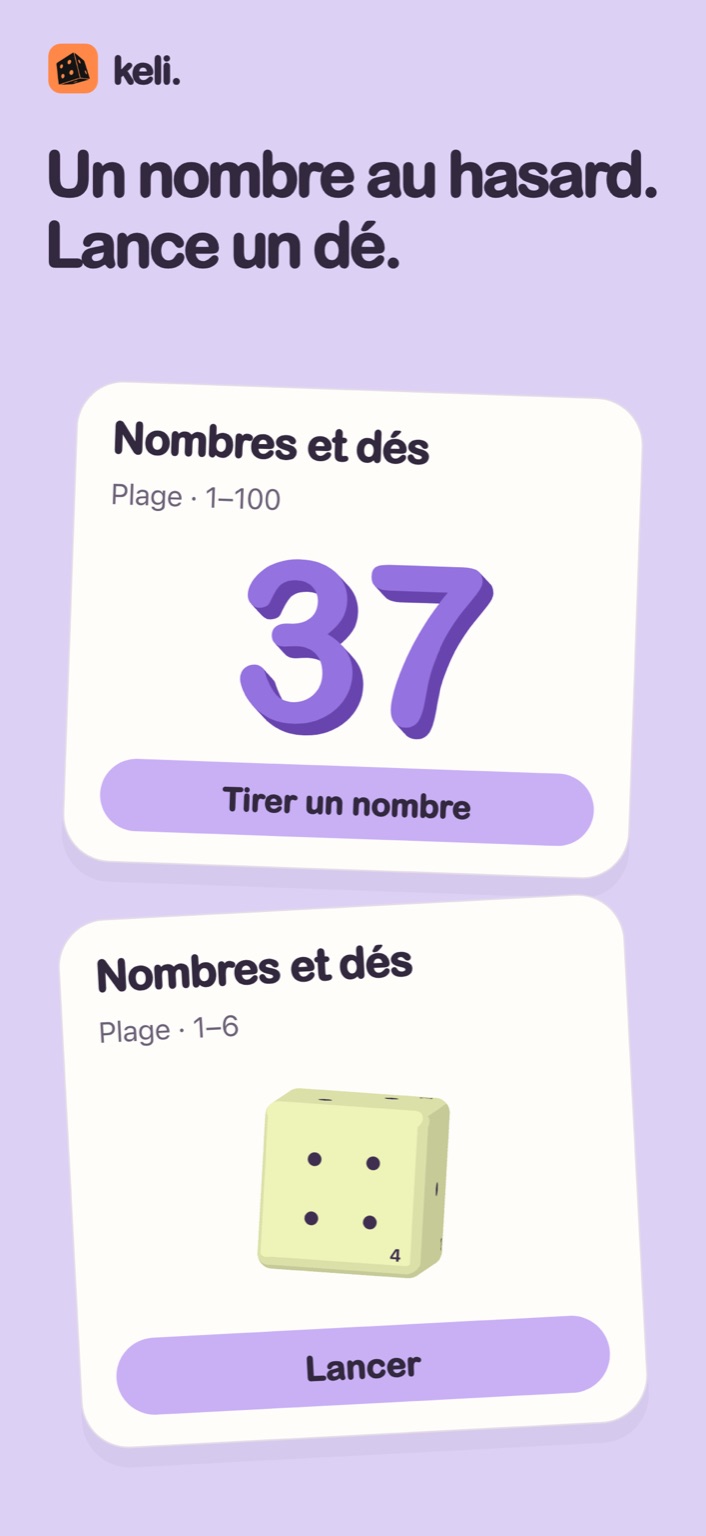 keli.
Un nombre au hasard.
Lance un dé.
Nombres et dés
Plage · 1–100
37
Tirer un nombre
Nombres et dés
Plage · 1–6
4
Lancer